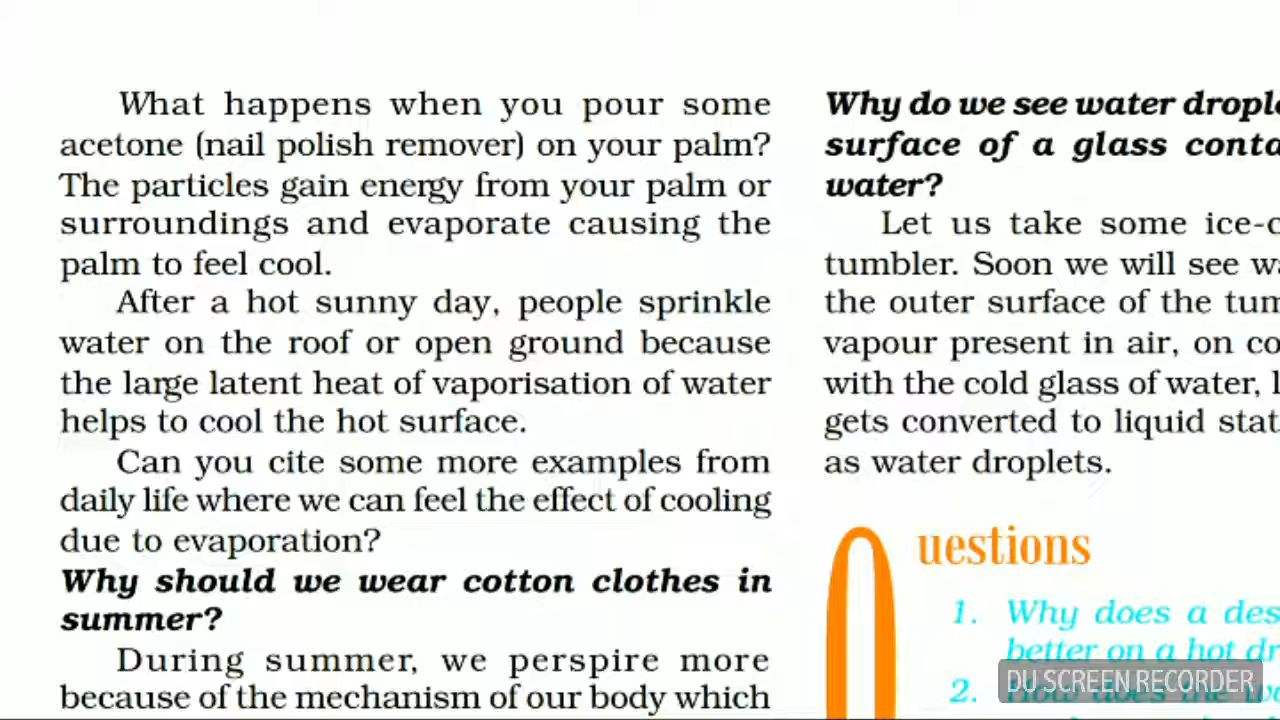 What happens when you pour some
acetone (nail polish remover) on your palm?
The particles gain energy from your palm or
surroundings and evaporate causing the
palm to feel cool.
After a hot sunny day, people sprinkle
water on the roof or open ground because
the large latent heat of vaporisation of water
helps to cool the hot surface.
Can you cite some more examples from
daily life where we can feel the effect of cooling
due to evaporation?
Why should we wear cotton clothes in
summer?
During summer, we perspire more
because of the mechanism of our body which
Why do we see water
surface of a glass
water?
Let us take some
tumbler. Soon we will see
the outer surface of the
vapour present in air, on
with the cold glass of water,
gets converted to liquid
as water droplets.
Questions
1. Why does a
better on a hot
2. How does the
DU SCREEN RECORDER